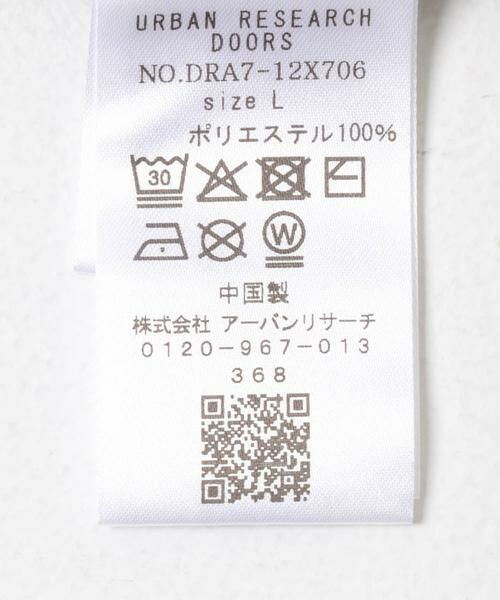 URBAN RESEARCH
DOORS
NO.DRA7-12X706
size L
ポリエステル100%
30
W
中国製
株式会社 アーバンリサーチ
0120-967-013
368